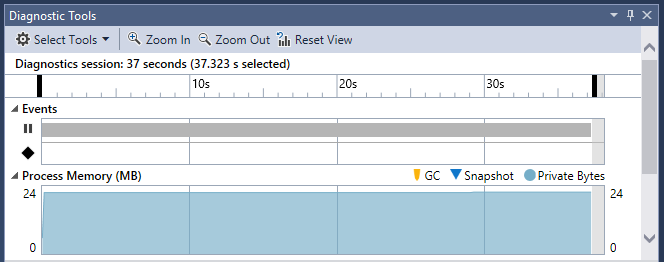 Diagnostic Tools
Select Tools Zoom In Zoom Out Reset View
Diagnostics session: 37 seconds (37.323 s selected)
10s 20s 30s
Events
Process Memory (MB) GC Snapshot Private Bytes
24 24
0 0